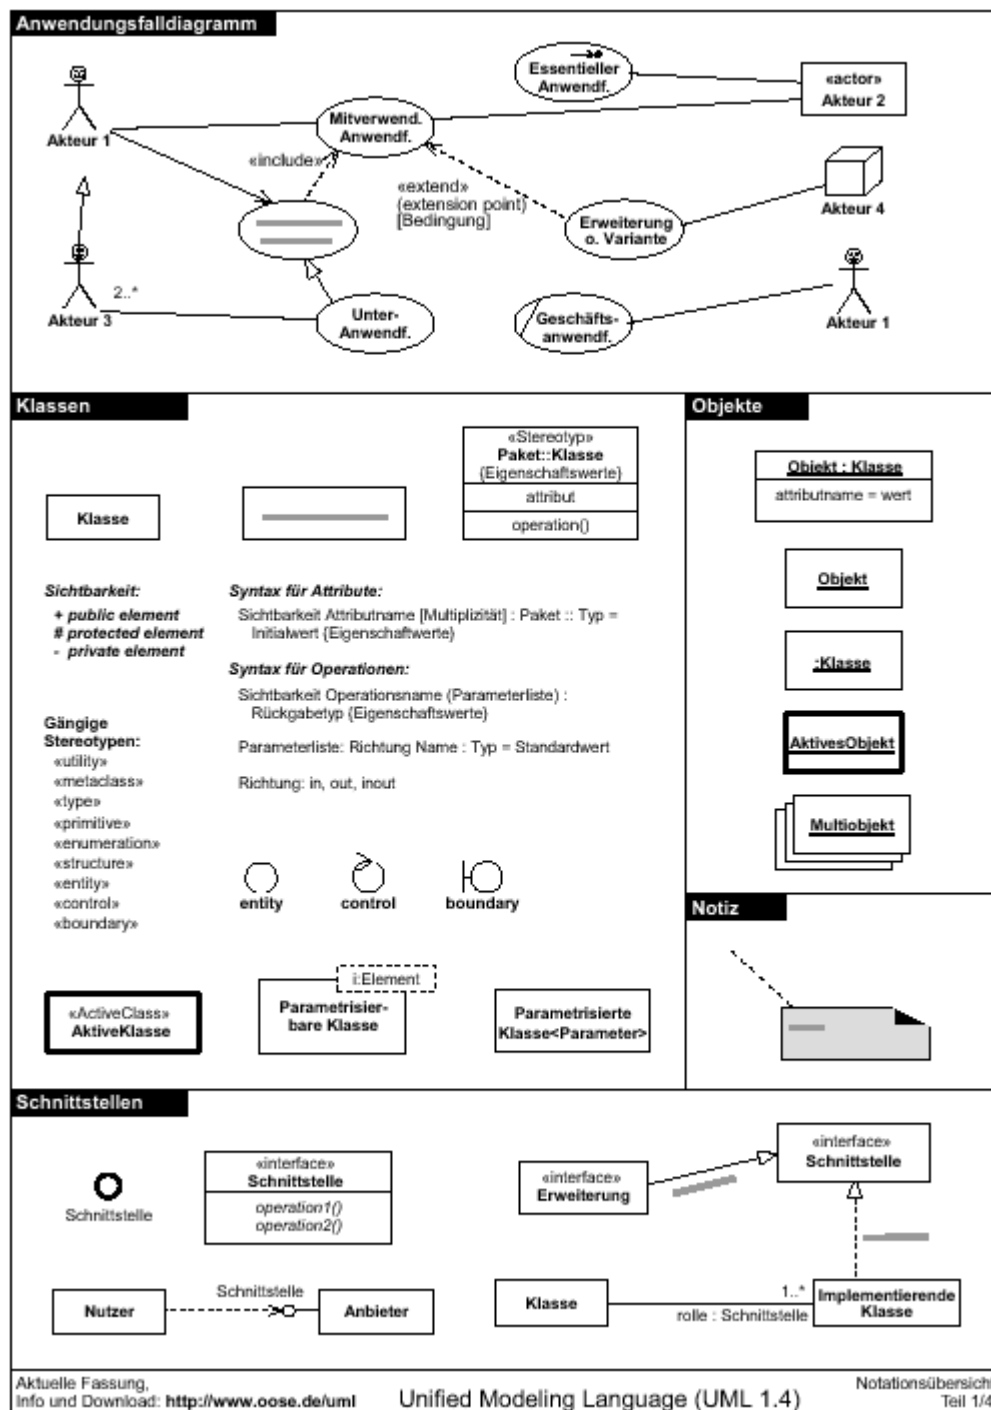 Anwendungsfalldiagramm
Essentieller
Anwendf.
«actor»
Akteur 2
Mitverwend.
Anwendf.
Akteur 1
«include»
«extend»
(extension point)
[Bedingung]
Akteur 4
Erweiterung
o. Variante
2..*
Akteur 3
Unter-
Anwendf.
Geschäfts-
anwendf.
Akteur 1
Klassen
Klasse
«Stereotyp»
Paket::Klasse
{Eigenschaftswerte}
attribut
operation()
Sichtbarkeit:
+ public element
# protected element
- private element
Syntax für Attribute:
Sichtbarkeit Attributname [Multiplizität] : Paket :: Typ =
Initialwert {Eigenschaftwerte}
Syntax für Operationen:
Sichtbarkeit Operationsname (Parameterliste) :
Rückgabetyp {Eigenschaftswerte}
Parameterliste: Richtung Name : Typ = Standardwert
Richtung: in, out, inout
Gängige
Stereotypen:
«utility»
«metaclass»
«type»
«primitive»
«enumeration»
«structure»
«entity»
«control»
«boundary»
entity
control
boundary
«ActiveClass»
AktiveKlasse
i:Element
Parametrisier-
bare Klasse
Parametrisierte
Klasse<Parameter>
Objekte
Objekt : Klasse
attributname = wert
Objekt
:Klasse
AktivesObjekt
Multiobjekt
Notiz
Schnittstellen
Schnittstelle
«interface»
Schnittstelle
operation1()
operation2()
«interface»
Erweiterung
«interface»
Schnittstelle
Nutzer
Schnittstelle
Anbieter
Klasse
1..*
rolle : Schnittstelle
Implementierende
Klasse
Aktuelle Fassung,
Info und Download: http://www.oose.de/uml
Unified Modeling Language (UML 1.4)
Notationsübersicht
Teil 1/4